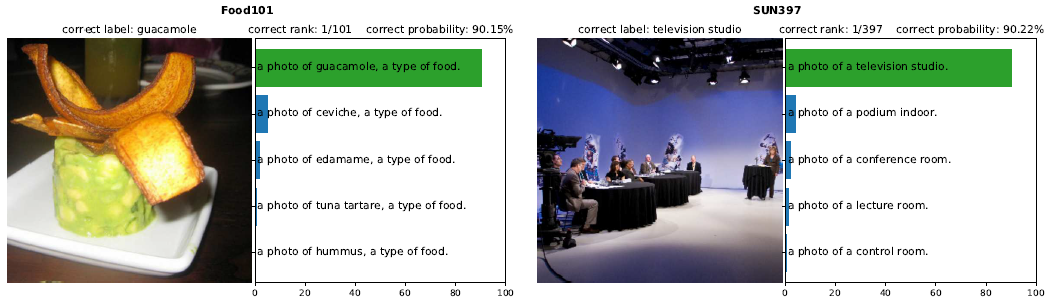 Food101
correct label: guacamole correct rank: 1/101 correct probability: 90.15%
a photo of guacamole, a type of food.
a photo of ceviche, a type of food.
a photo of edamame, a type of food.
a photo of tuna tartare, a type of food.
a photo of hummus, a type of food.
0 20 40 60 80 100
SUN397
correct label: television studio correct rank: 1/397 correct probability: 90.22%
a photo of a television studio.
a photo of a podium indoor.
a photo of a conference room.
a photo of a lecture room.
a photo of a control room.
0 20 40 60 80 100